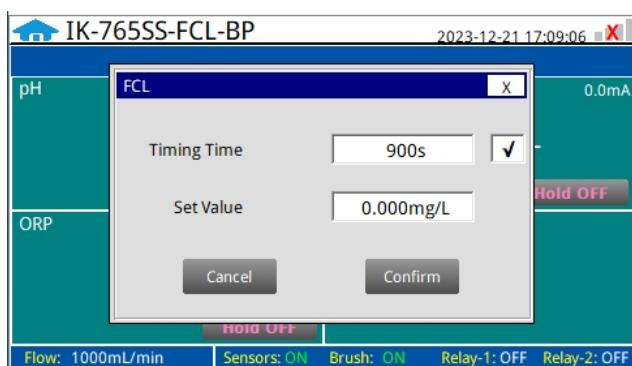 IK-765SS-FCL-BP
2023-12-21 17:09:06 X
pH
0.0mA
FCL X
Timing Time 900s √
Set Value 0.000mg/L
Hold OFF
ORP
Cancel Confirm
Hold OFF
Flow: 1000mL/min Sensors: ON Brush: ON Relay-1: OFF Relay-2: OFF